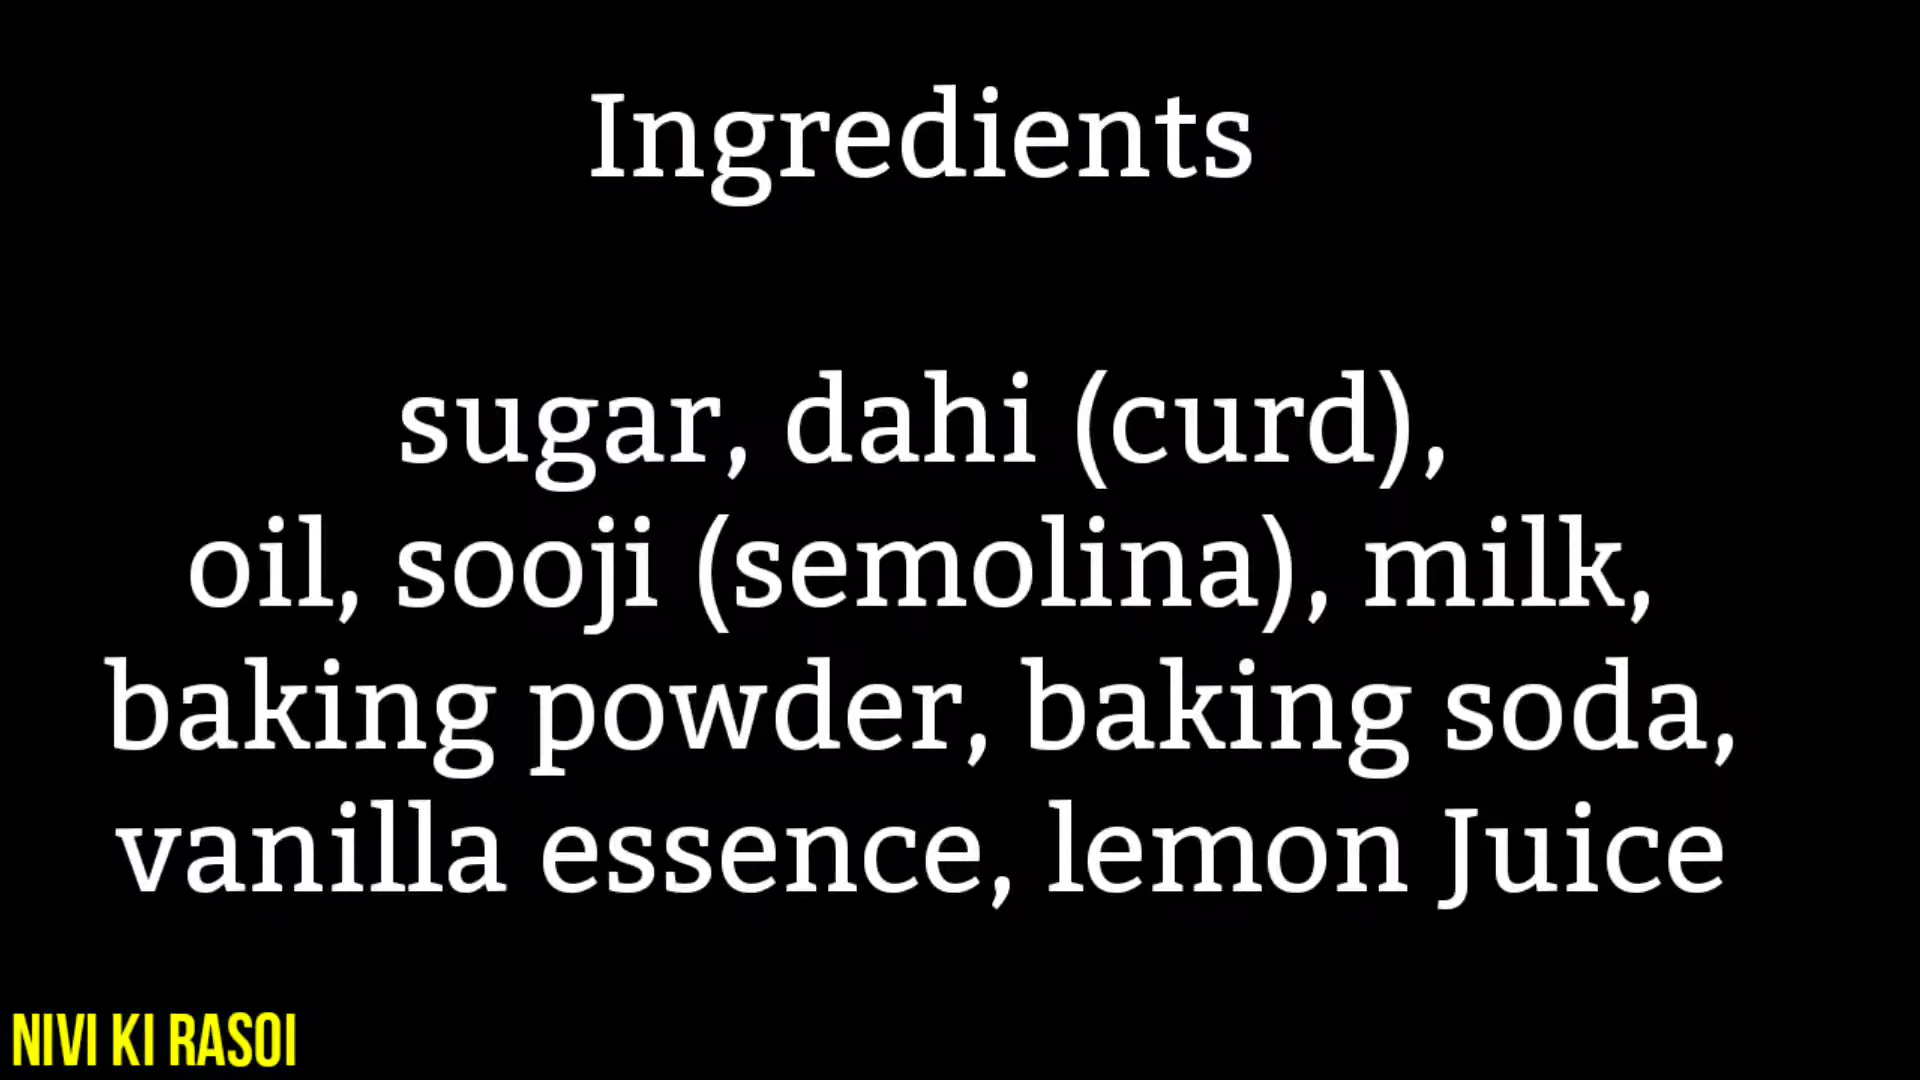 Ingredients
sugar, dahi (curd),
oil, sooji (semolina), milk,
baking powder, baking soda,
vanilla essence, lemon Juice
NIVI KI RASOI